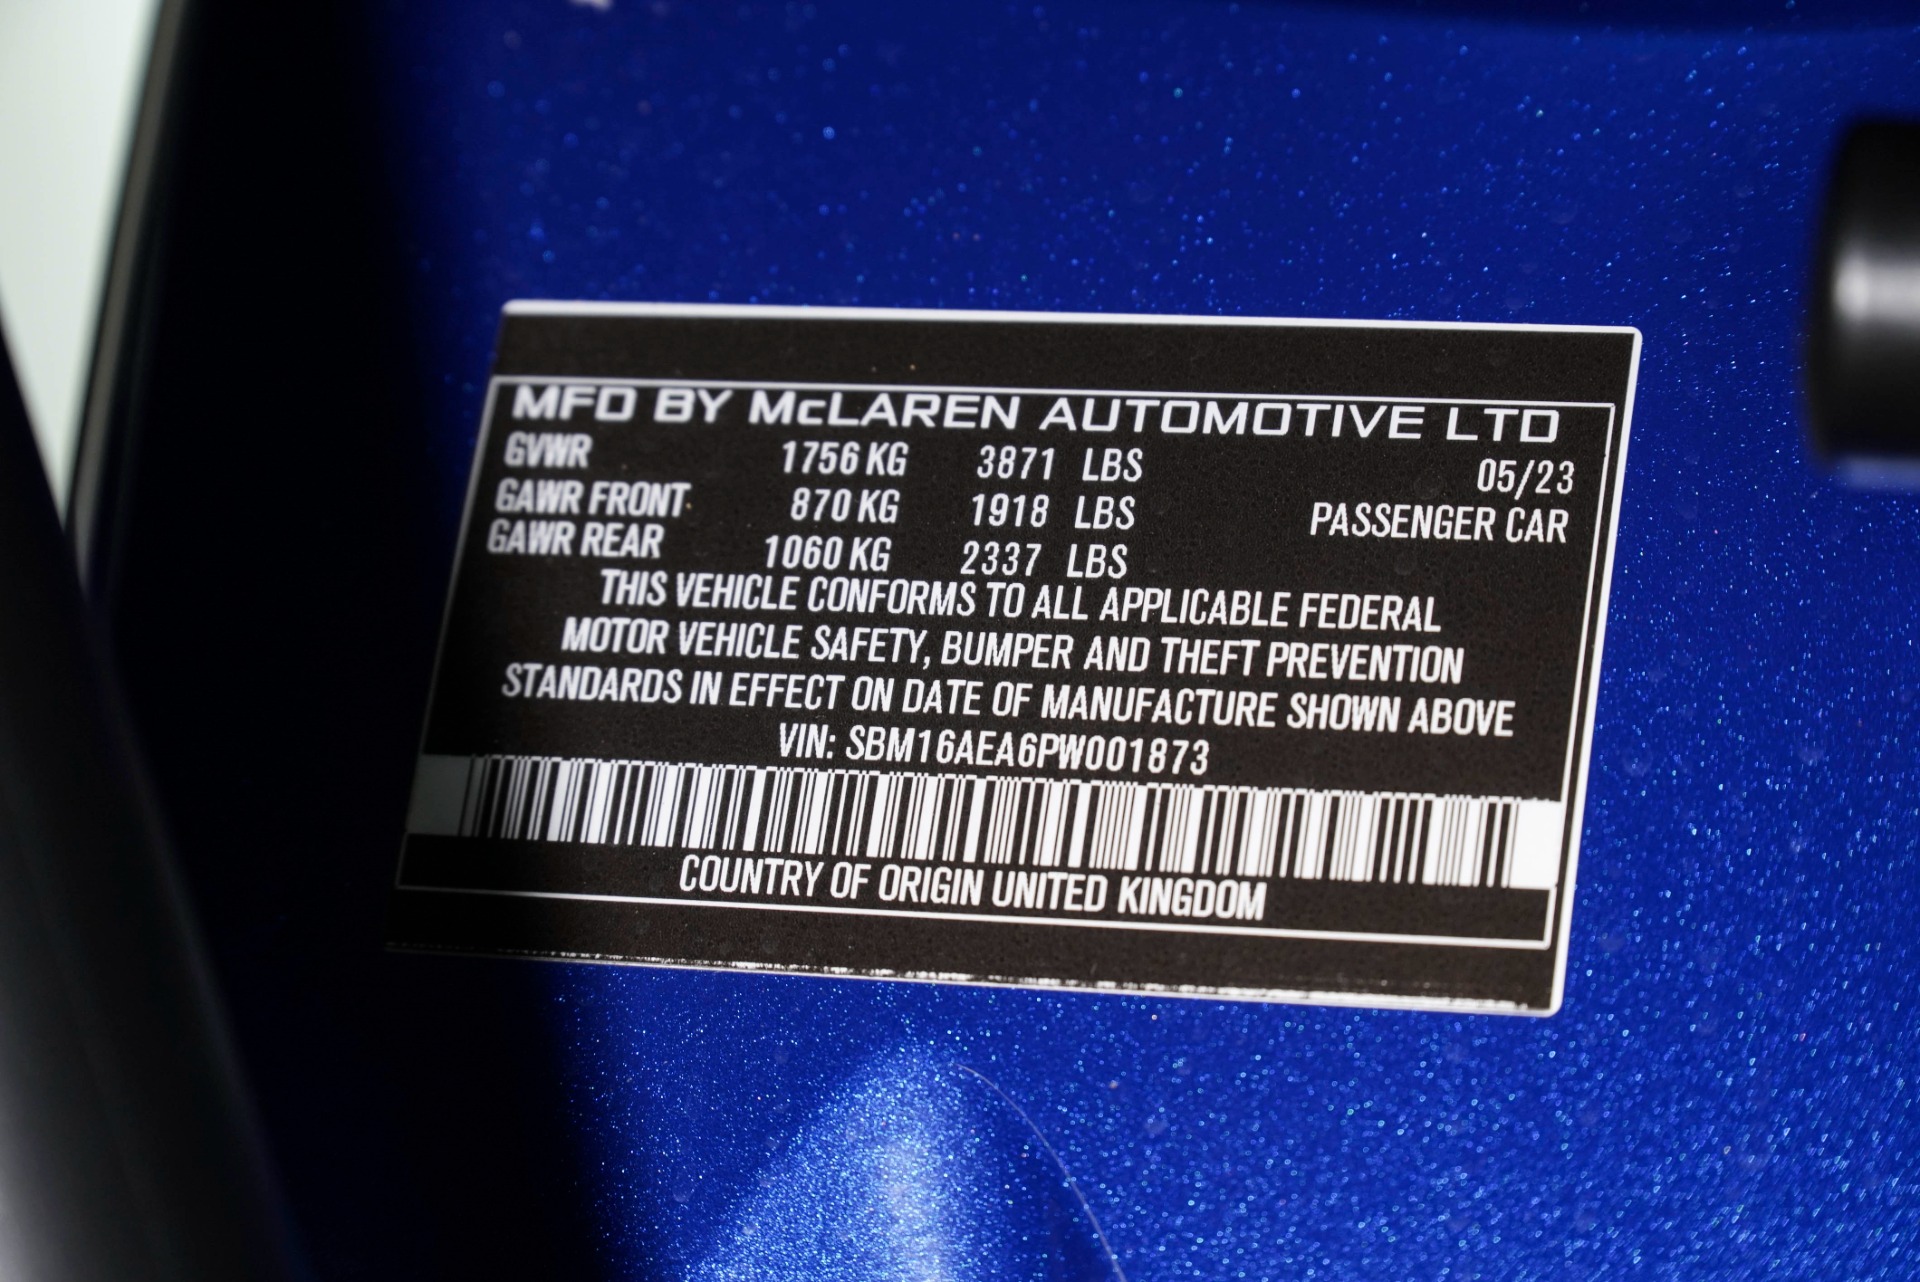 MFD BY McLAREN AUTOMOTIVE LTD
GVWR 1756 KG 3871 LBS 05/23
GAWR FRONT 870 KG 1918 LBS PASSENGER CAR
GAWR REAR 1060 KG 2337 LBS
THIS VEHICLE CONFORMS TO ALL APPLICABLE FEDERAL
MOTOR VEHICLE SAFETY, BUMPER AND THEFT PREVENTION
STANDARDS IN EFFECT ON DATE OF MANUFACTURE SHOWN ABOVE
VIN: SBM16AEA6PW001873
COUNTRY OF ORIGIN UNITED KINGDOM